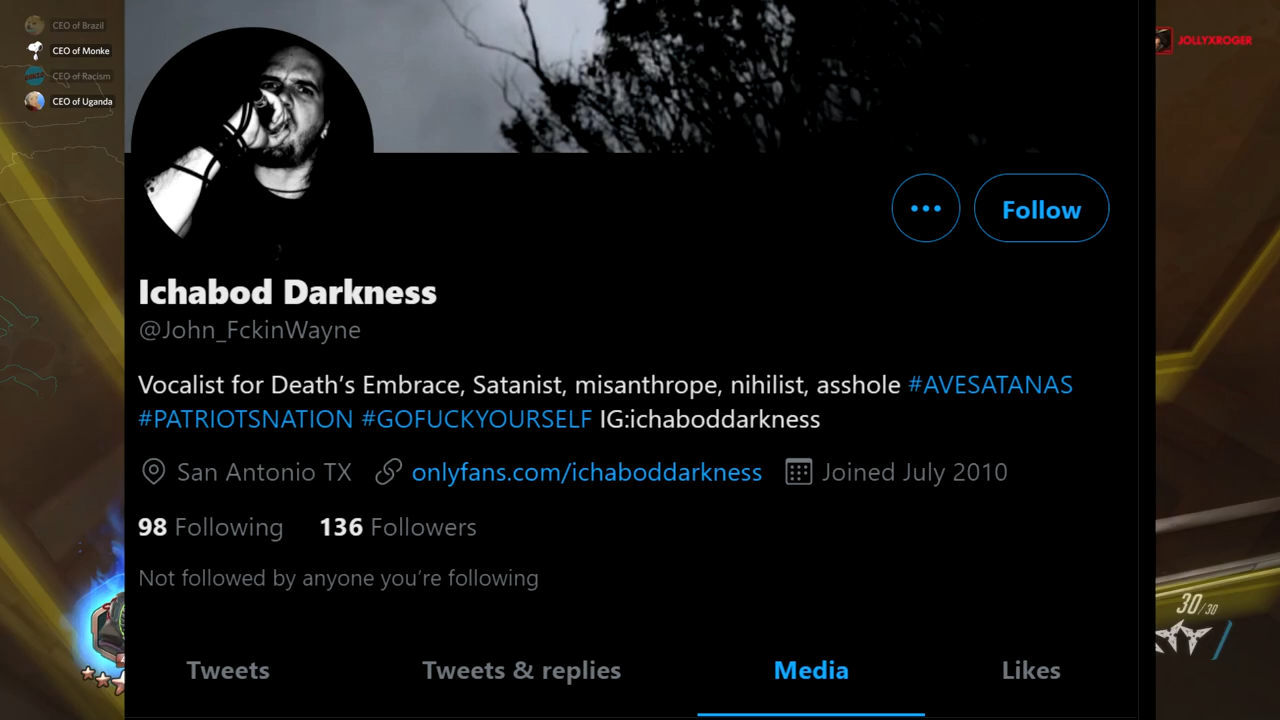 CEO of Brazil
CEO of Monke
CEO of Racism
CEO of Uganda
JOLLYXROGER
Follow
Ichabod Darkness
@John_FckinWayne
Vocalist for Death's Embrace, Satanist, misanthrope, nihilist, asshole #AVESATANAS
#PATRIOTSNATION #GOFUCKYOURSELF IG:ichaboddarkness
San Antonio TX onlyfans.com/ichaboddarkness Joined July 2010
98 Following 136 Followers
Not followed by anyone you're following
30/30
Tweets Tweets & replies Media Likes